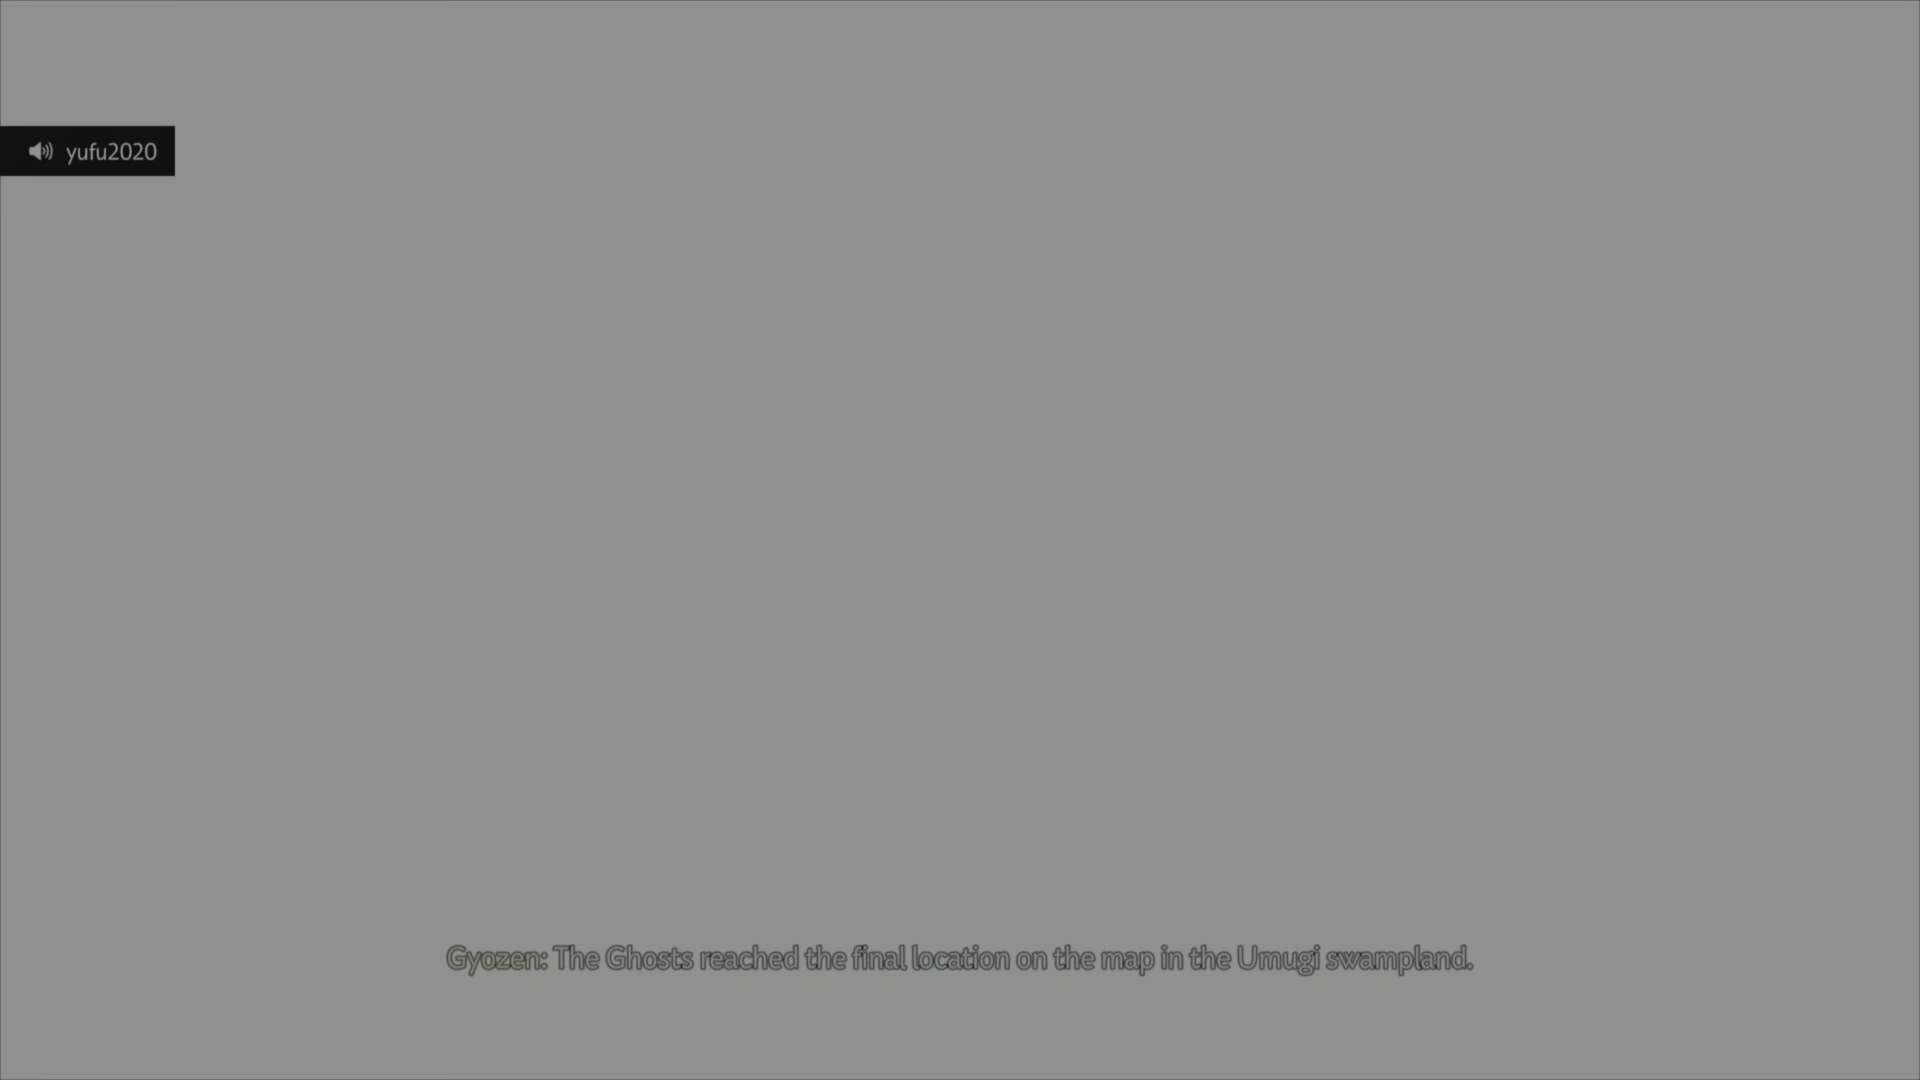 yufu2020
Gyozen: The Ghosts reached the final location on the map in the Umugi swampland.